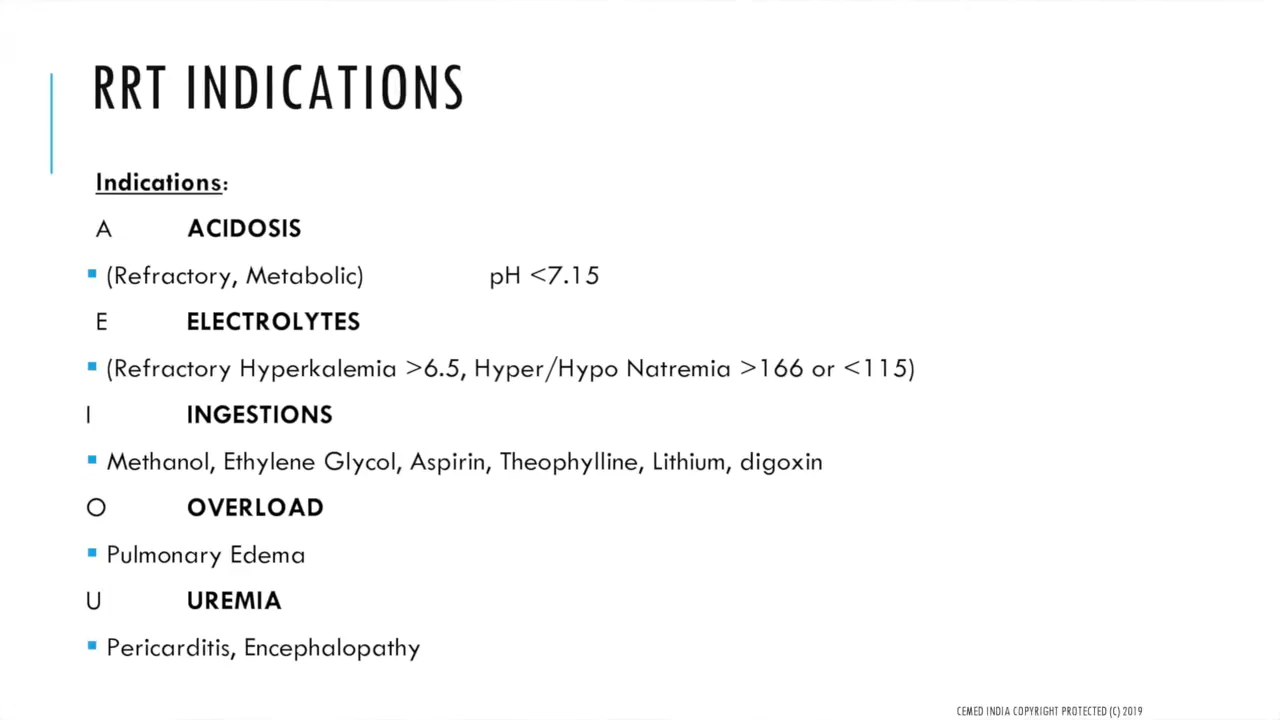 RRT INDICATIONS
Indications:
A ACIDOSIS
(Refractory, Metabolic) pH <7.15
E ELECTROLYTES
(Refractory Hyperkalemia >6.5, Hyper/Hypo Natremia >166 or <115)
I INGESTIONS
Methanol, Ethylene Glycol, Aspirin, Theophylline, Lithium, digoxin
O OVERLOAD
Pulmonary Edema
U UREMIA
Pericarditis, Encephalopathy
CEMED INDIA COPYRIGHT PROTECTED (C) 2019